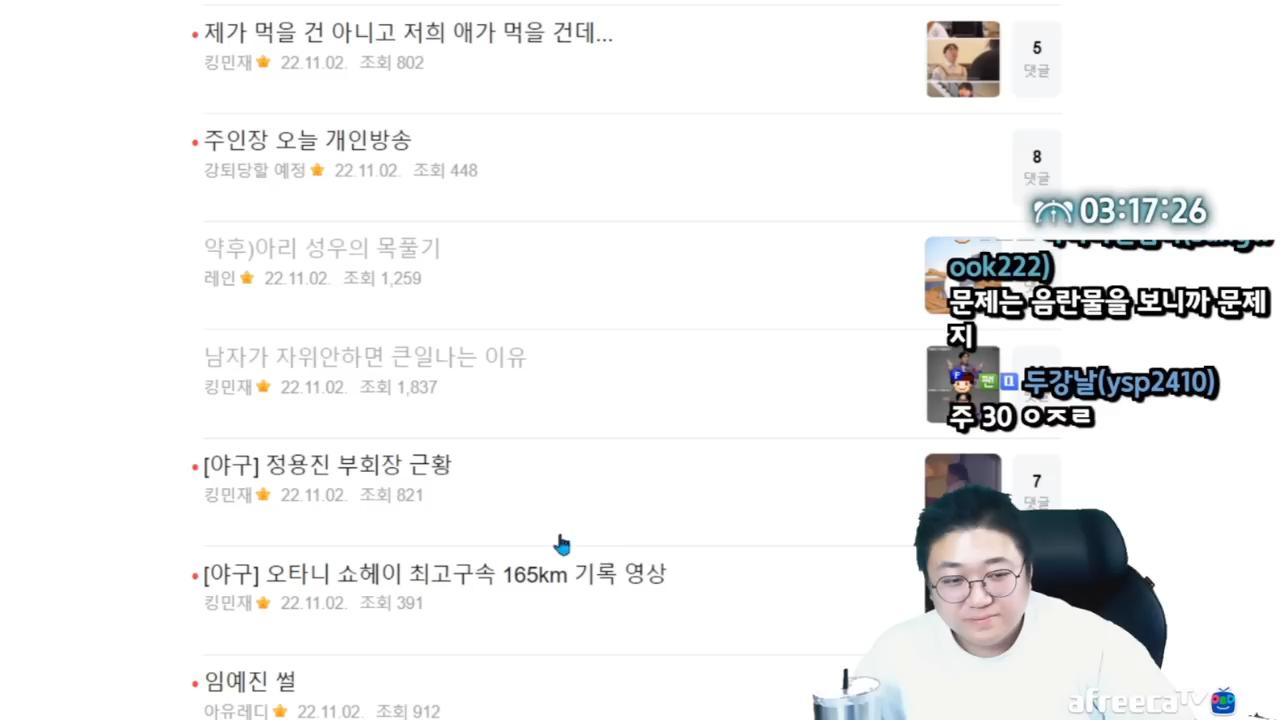 제가 먹을 건 아니고 저희 애가 먹을 건데...
킹민재 22.11.02. 조회 802
5
댓글
주인장 오늘 개인방송
강퇴당할 예정 22.11.02. 조회 448
8
댓글
03:17:26
약후)아리 성우의 목풀기
레인 22.11.02. 조회 1,259
ook222)
문제는 음란물을 보니까 문제
지
남자가 자위안하면 큰일나는 이유
킹민재 22.11.02. 조회 1,837
팬 두강날(ysp2410)
주 30 ㅇㅈㄹ
[야구] 정용진 부회장 근황
킹민재 22.11.02. 조회 821
7
댓글
[야구] 오타니 쇼헤이 최고구속 165km 기록 영상
킹민재 22.11.02. 조회 391
임예진 썰
아유레디 22.11.02. 조회 912
afreecaTV